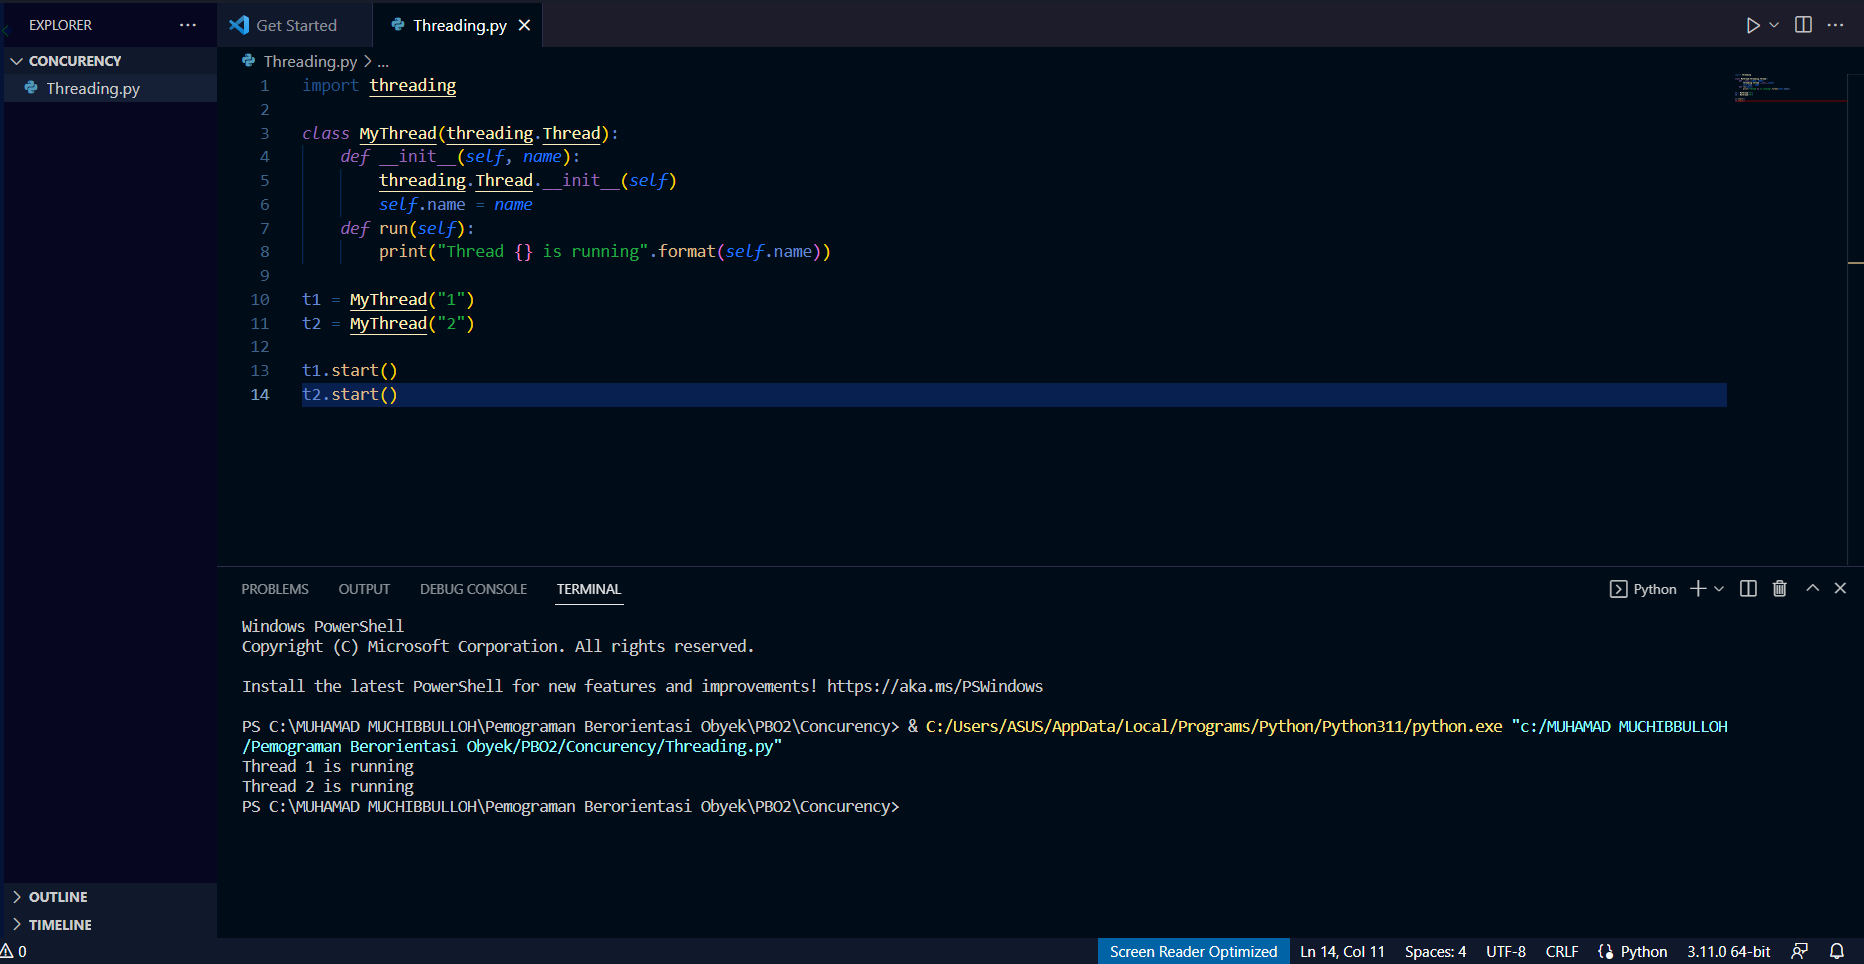 EXPLORER ···
Get Started
Threading.py
CONCURENCY
Threading.py
Threading.py > ...
1 import threading
2
3 class MyThread(threading.Thread):
4     def __init__(self, name):
5         threading.Thread.__init__(self)
6         self.name = name
7     def run(self):
8         print("Thread {} is running".format(self.name))
9
10 t1 = MyThread("1")
11 t2 = MyThread("2")
12
13 t1.start()
14 t2.start()
PROBLEMS OUTPUT DEBUG CONSOLE TERMINAL
Python
Windows PowerShell
Copyright (C) Microsoft Corporation. All rights reserved.
Install the latest PowerShell for new features and improvements! https://aka.ms/PSWindows
PS C:\MUHAMAD MUCHIBBULLOH\Pemograman Berorientasi Obyek\PBO2\Concurency> & C:/Users/ASUS/AppData/Local/Programs/Python/Python311/python.exe "c:/MUHAMAD MUCHIBBULLOH
/Pemograman Berorientasi Obyek/PBO2/Concurency/Threading.py"
Thread 1 is running
Thread 2 is running
PS C:\MUHAMAD MUCHIBBULLOH\Pemograman Berorientasi Obyek\PBO2\Concurency>
OUTLINE
TIMELINE
0
Screen Reader Optimized Ln 14, Col 11 Spaces: 4 UTF-8 CRLF Python 3.11.0 64-bit